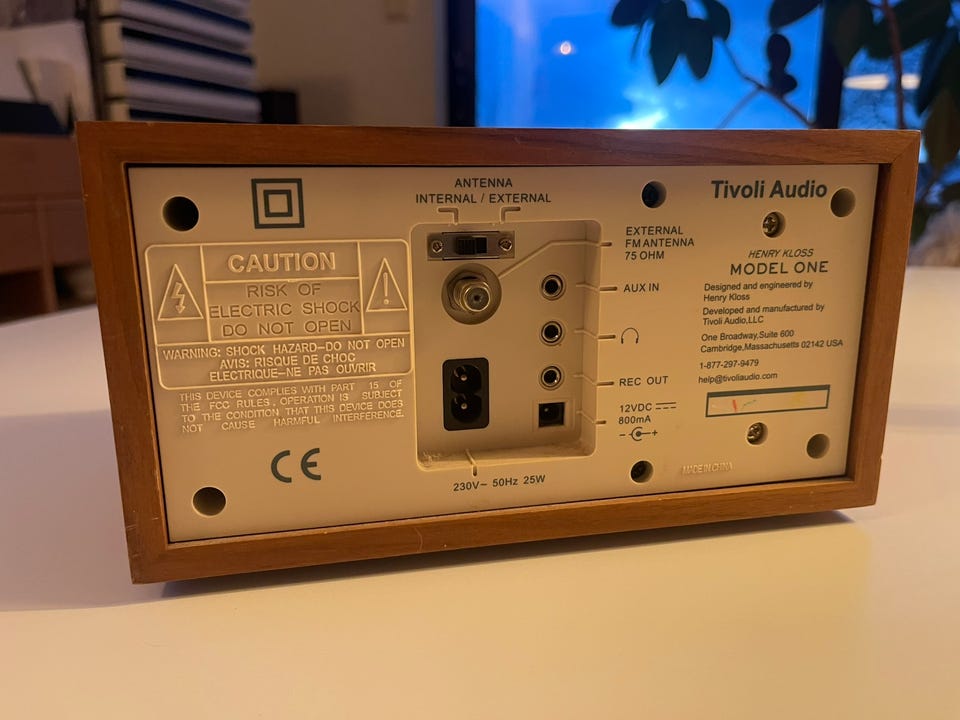 ANTENNA
INTERNAL / EXTERNAL
CAUTION
RISK OF
ELECTRIC SHOCK
DO NOT OPEN
WARNING: SHOCK HAZARD–DO NOT OPEN
AVIS: RISQUE DE CHOC
ELECTRIQUE–NE PAS OUVRIR
THIS DEVICE COMPLIES WITH PART 15 OF
THE FCC RULES. OPERATION IS SUBJECT
TO THE CONDITION THAT THIS DEVICE DOES
NOT CAUSE HARMFUL INTERFERENCE.
CE
EXTERNAL
FM ANTENNA
75 OHM
AUX IN
REC OUT
12VDC
800mA
- +
230V~ 50Hz 25W
Tivoli Audio
HENRY KLOSS
MODEL ONE
Designed and engineered by
Henry Kloss
Developed and manufactured by
Tivoli Audio,LLC
One Broadway,Suite 600
Cambridge,Massachusetts 02142 USA
1-877-297-9479
help@tivoliaudio.com
MADE IN CHINA